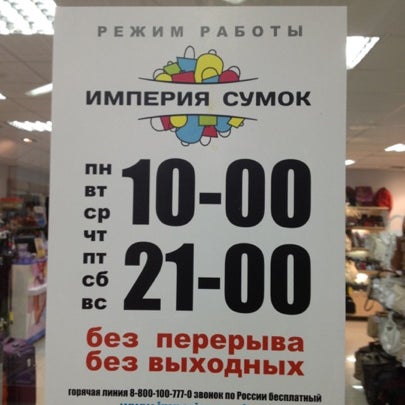 РЕЖИМ РАБОТЫ
ИМПЕРИЯ СУМОК
пн
вт
ср
чт
пт
сб
вс
10-00
21-00
без перерыва
без выходных
горячая линия 8-800-100-777-0 звонок по России бесплатный